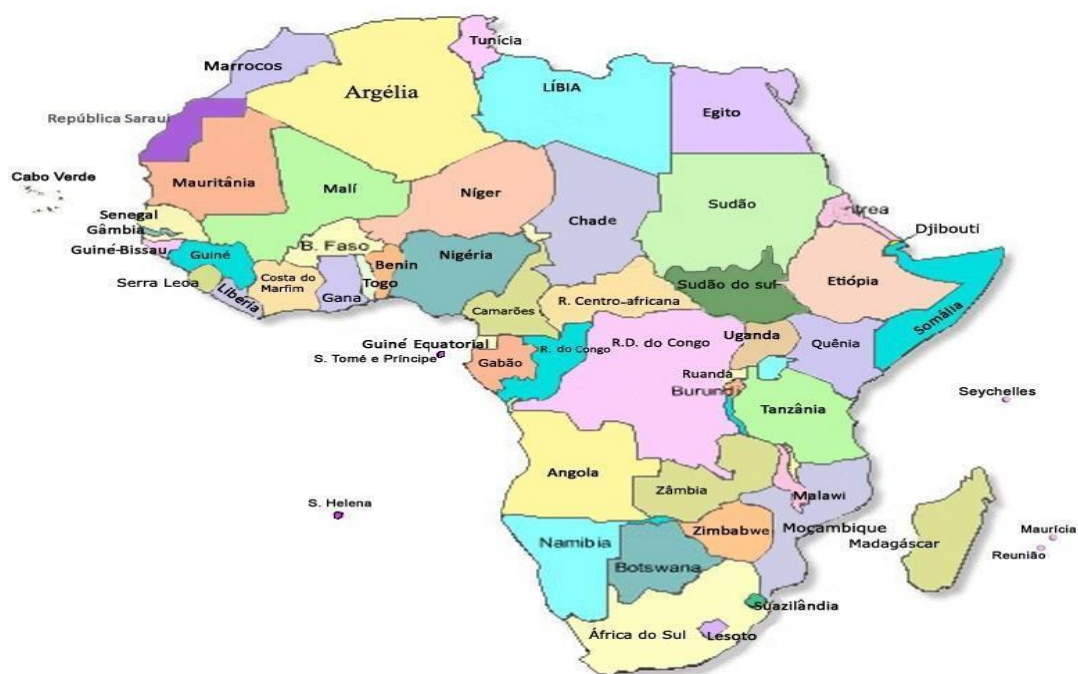 Tunícia
Marrocos
Argélia
LÍBIA
Egito
República Saraui
Cabo Verde
Mauritânia
Malí
Níger
Chade
Sudão
Senegal
Gâmbia
Djibouti
Guiné-Bissau
Guiné
B. Faso
Nigéria
Benin
Togo
Serra Leoa
Libéria
Costa do
Marfim
Gana
Sudão do sul
Etiópia
Somália
Camarões
R. Centro-africana
Guiné Equatorial
S. Tomé e Príncipe
Gabão
R. do Congo
R.D. do Congo
Uganda
Quênia
Ruanda
Burundi
Tanzânia
Seychelles
Angola
Zâmbia
Malawi
S. Helena
Moçambique
Zimbabwe
Madagáscar
Maurícia
Reunião
Namibia
Botswana
Suazilândia
África do Sul
Lesoto